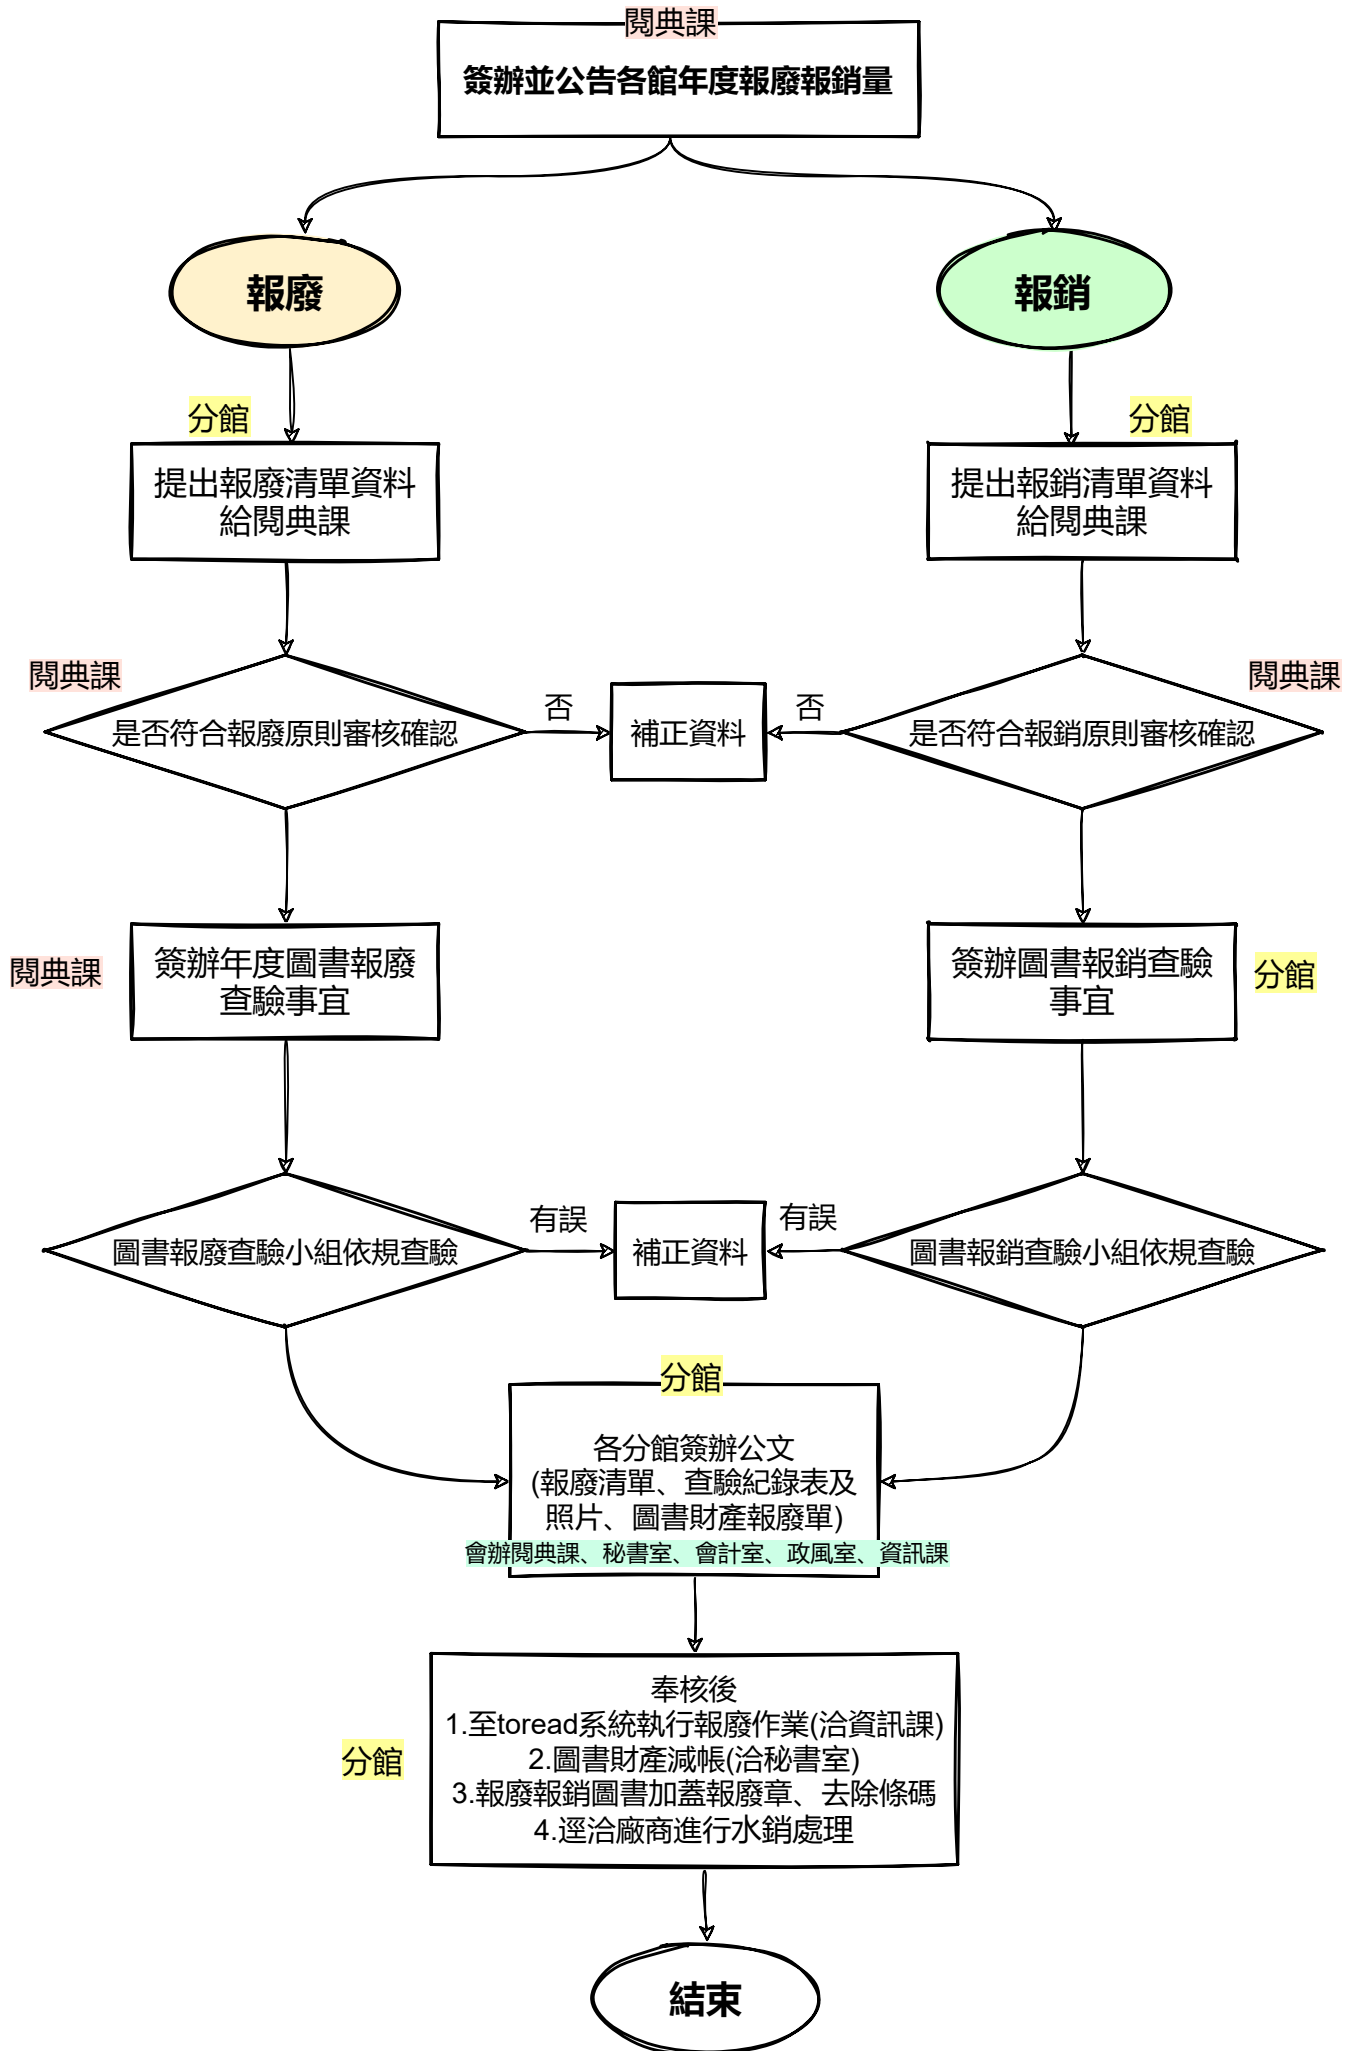 閱典課
簽辦並公告各館年度報廢報銷量
報廢
報銷
分館
分館
提出報廢清單資料
給閱典課
提出報銷清單資料
給閱典課
閱典課
閱典課
是否符合報廢原則審核確認
否
補正資料
否
是否符合報銷原則審核確認
閱典課
簽辦年度圖書報廢
查驗事宜
簽辦圖書報銷查驗
事宜
分館
圖書報廢查驗小組依規查驗
有誤
補正資料
有誤
圖書報銷查驗小組依規查驗
分館
各分館簽辦公文
(報廢清單、查驗紀錄表及
照片、圖書財產報廢單)
會辦閱典課、秘書室、會計室、政風室、資訊課
分館
奉核後
1.至toread系統執行報廢作業(洽資訊課)
2.圖書財產減帳(洽秘書室)
3.報廢報銷圖書加蓋報廢章、去除條碼
4.逕洽廠商進行水銷處理
結束